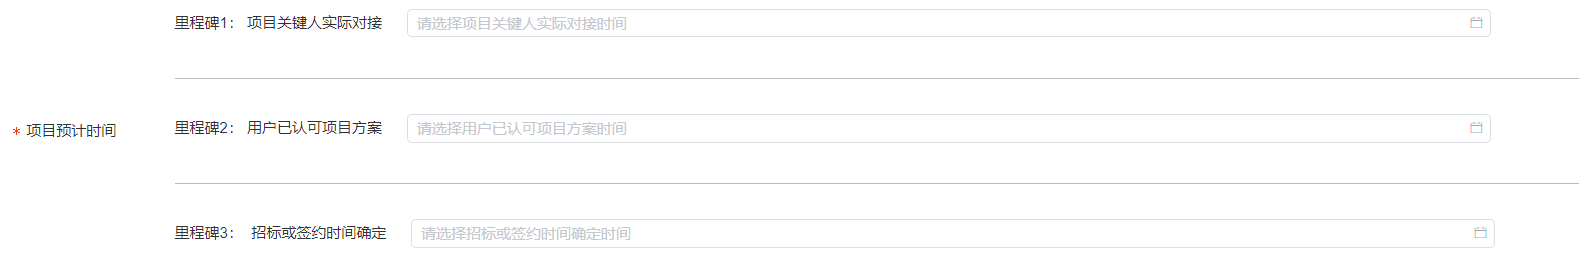 里程碑1： 项目关键人实际对接 请选择项目关键人实际对接时间
* 项目预计时间 里程碑2： 用户已认可项目方案 请选择用户已认可项目方案时间
里程碑3： 招标或签约时间确定 请选择招标或签约时间确定时间